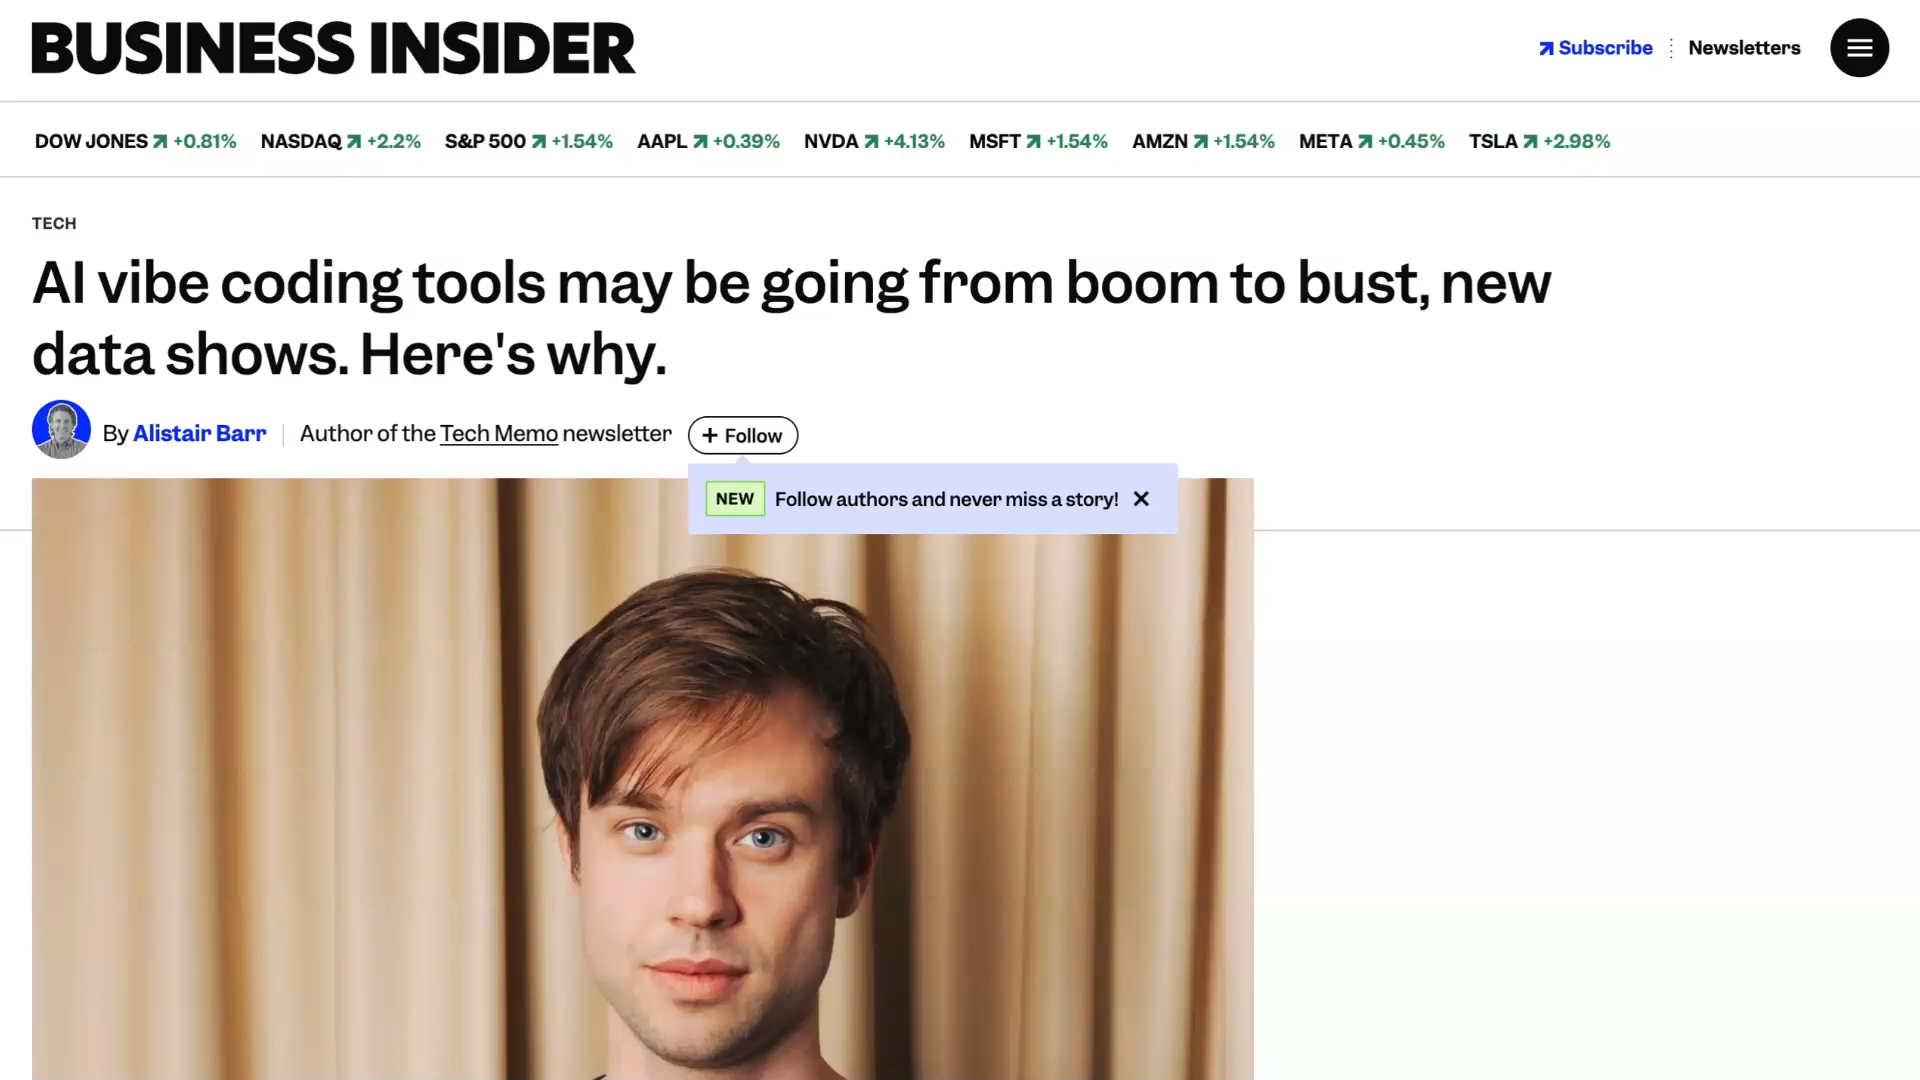 BUSINESS INSIDER
Subscribe Newsletters
DOW JONES +0.81% NASDAQ +2.2% S&P 500 +1.54% AAPL +0.39% NVDA +4.13% MSFT +1.54% AMZN +1.54% META +0.45% TSLA +2.98%
TECH
AI vibe coding tools may be going from boom to bust, new
data shows. Here's why.
By Alistair Barr Author of the Tech Memo newsletter + Follow
NEW Follow authors and never miss a story!